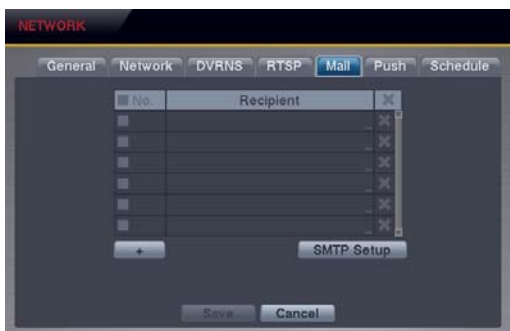 NETWORK
General Network DVRNS RTSP Mail Push Schedule
No. Recipient
+ SMTP Setup
Save Cancel